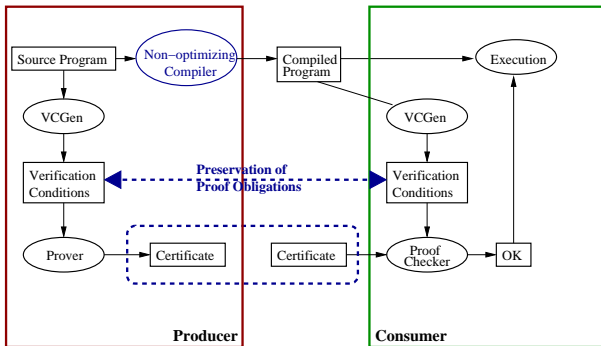 Source Program
Non-optimizing
Compiler
Compiled
Program
Execution
VCGen
VCGen
Verification
Conditions
Preservation of
Proof Obligations
Verification
Conditions
Prover
Certificate
Certificate
Proof
Checker
OK
Producer
Consumer